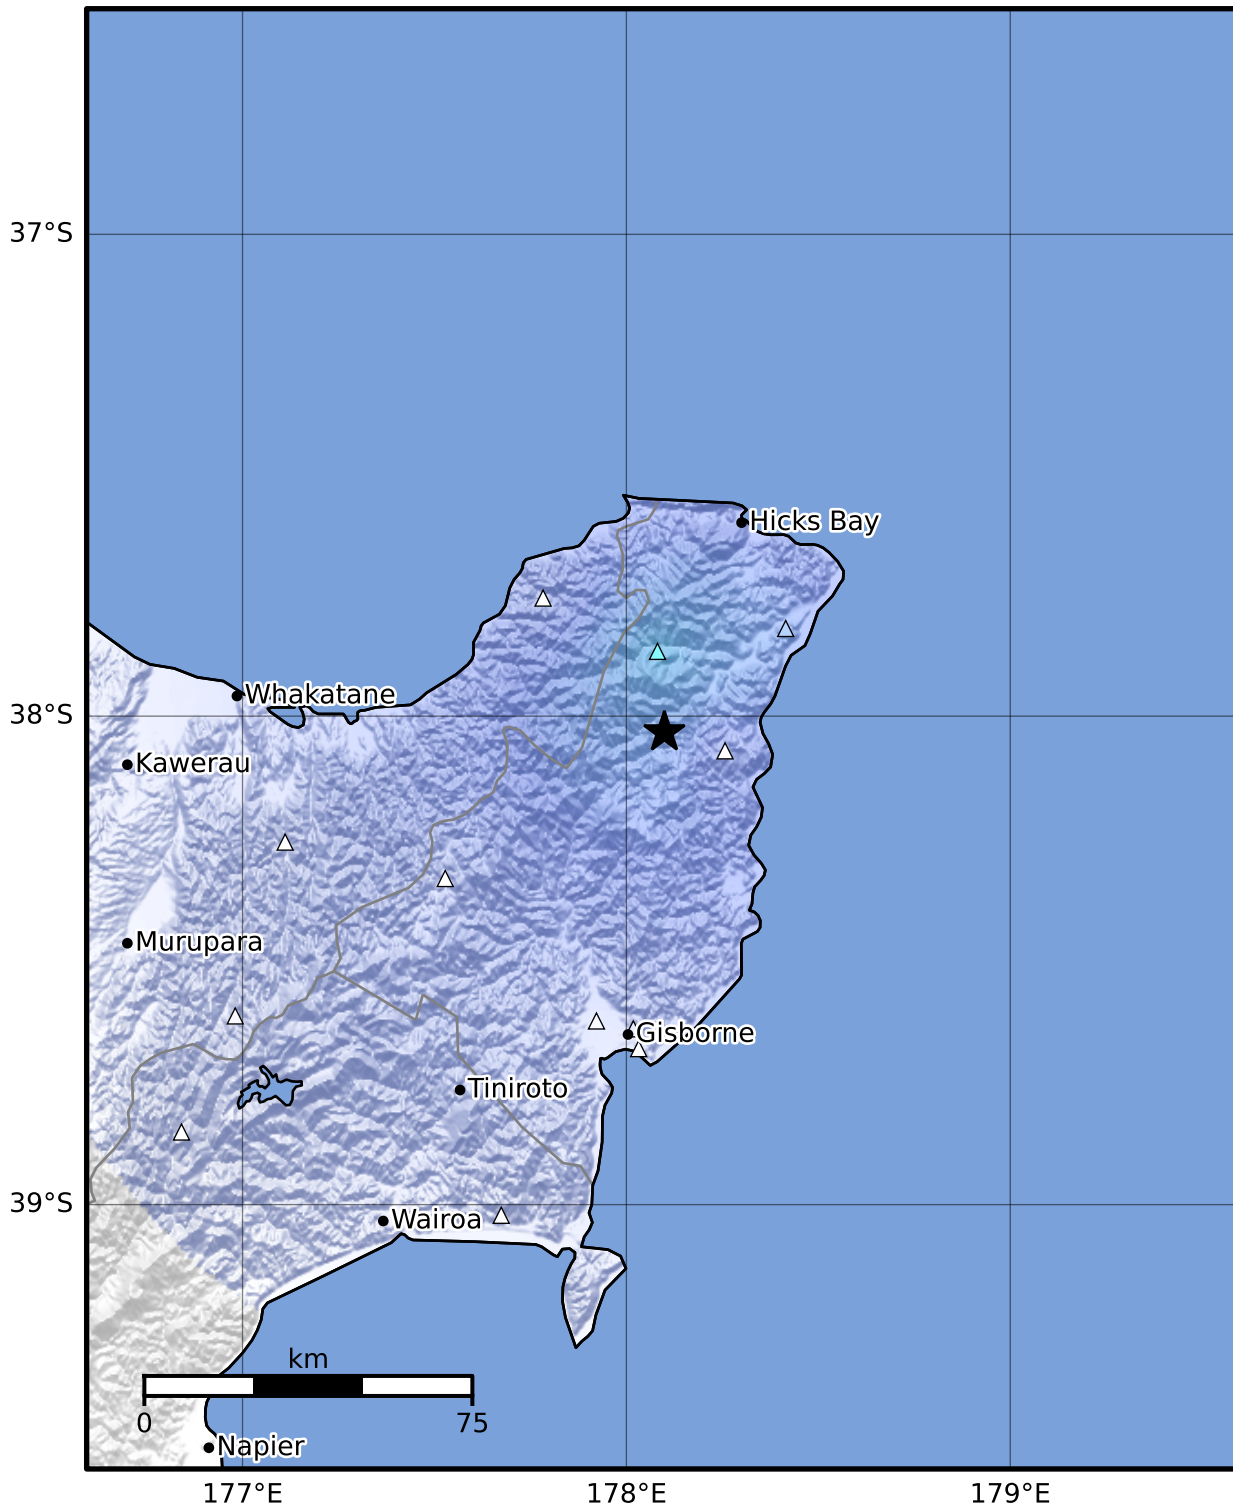 37°S
Hicks Bay
Whakatane
38°S
Kawerau
Murupara
Gisborne
Tiniroto
39°S
Wairoa
km
0 75
Napier
177°E 178°E 179°E